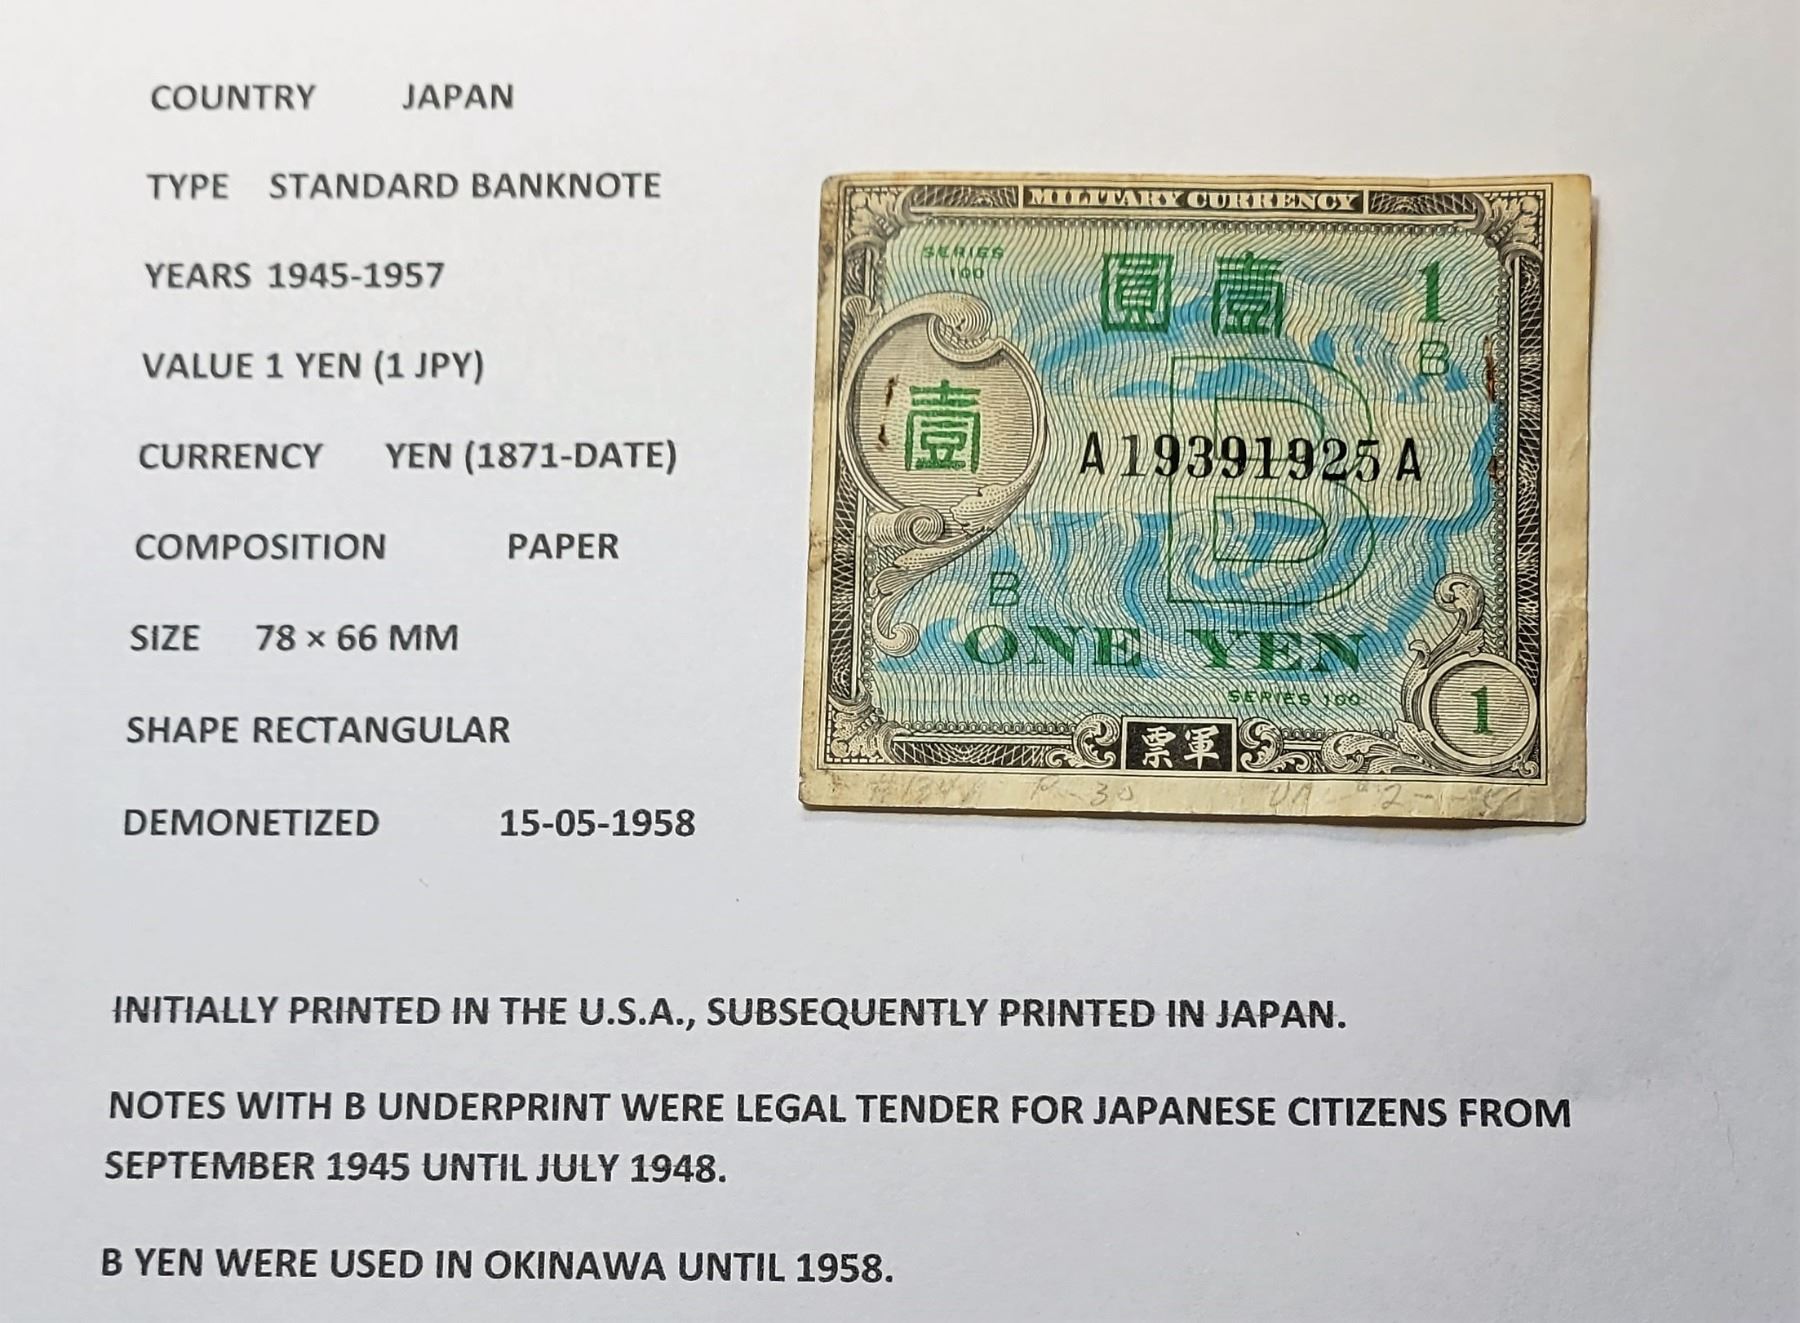 COUNTRY JAPAN
TYPE STANDARD BANKNOTE
YEARS 1945-1957
VALUE 1 YEN (1 JPY)
CURRENCY YEN (1871-DATE)
COMPOSITION PAPER
SIZE 78 × 66 MM
SHAPE RECTANGULAR
DEMONETIZED 15-05-1958
MILITARY CURRENCY
SERIES
100
圓壹
1
B
壹
A19391925A
B
B
ONE YEN
SERIES 100
1
票軍
INITIALLY PRINTED IN THE U.S.A., SUBSEQUENTLY PRINTED IN JAPAN.
NOTES WITH B UNDERPRINT WERE LEGAL TENDER FOR JAPANESE CITIZENS FROM
SEPTEMBER 1945 UNTIL JULY 1948.
B YEN WERE USED IN OKINAWA UNTIL 1958.